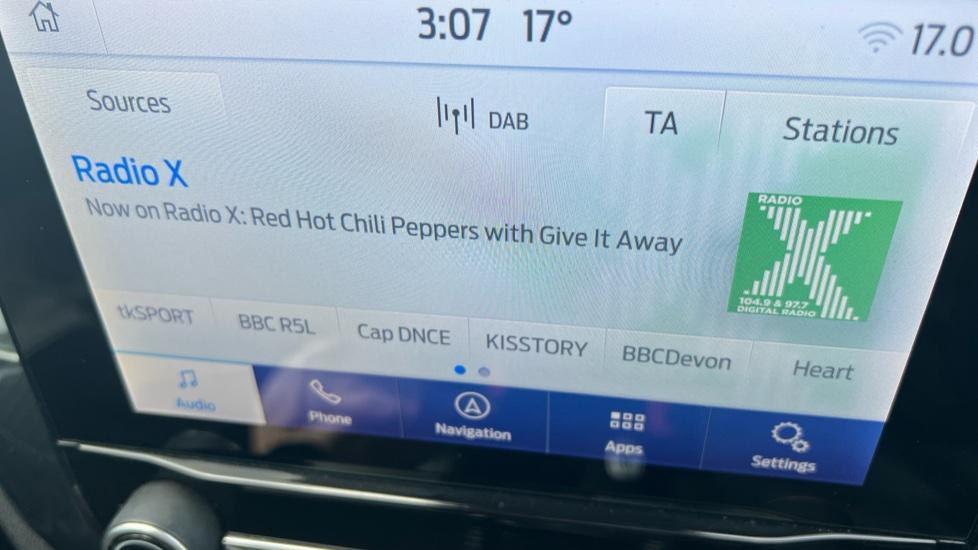 3:07 17° 17.0
Sources DAB TA Stations
Radio X
Now on Radio X: Red Hot Chili Peppers with Give It Away
RADIO
X
104.9 & 97.7
DIGITAL RADIO
tkSPORT BBC R5L Cap DNCE KISSTORY BBCDevon Heart
Audio Phone Navigation Apps Settings